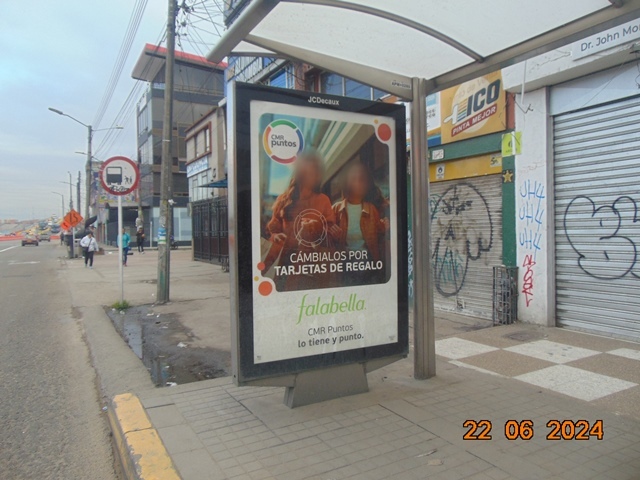 JCDecaux
CMR
puntos
CÁMBIALOS POR
TARJETAS DE REGALO
falabella.
CMR Puntos
lo tiene y punto.
ICO
PINTA MEJOR
Dr. John Mo
22 06 2024